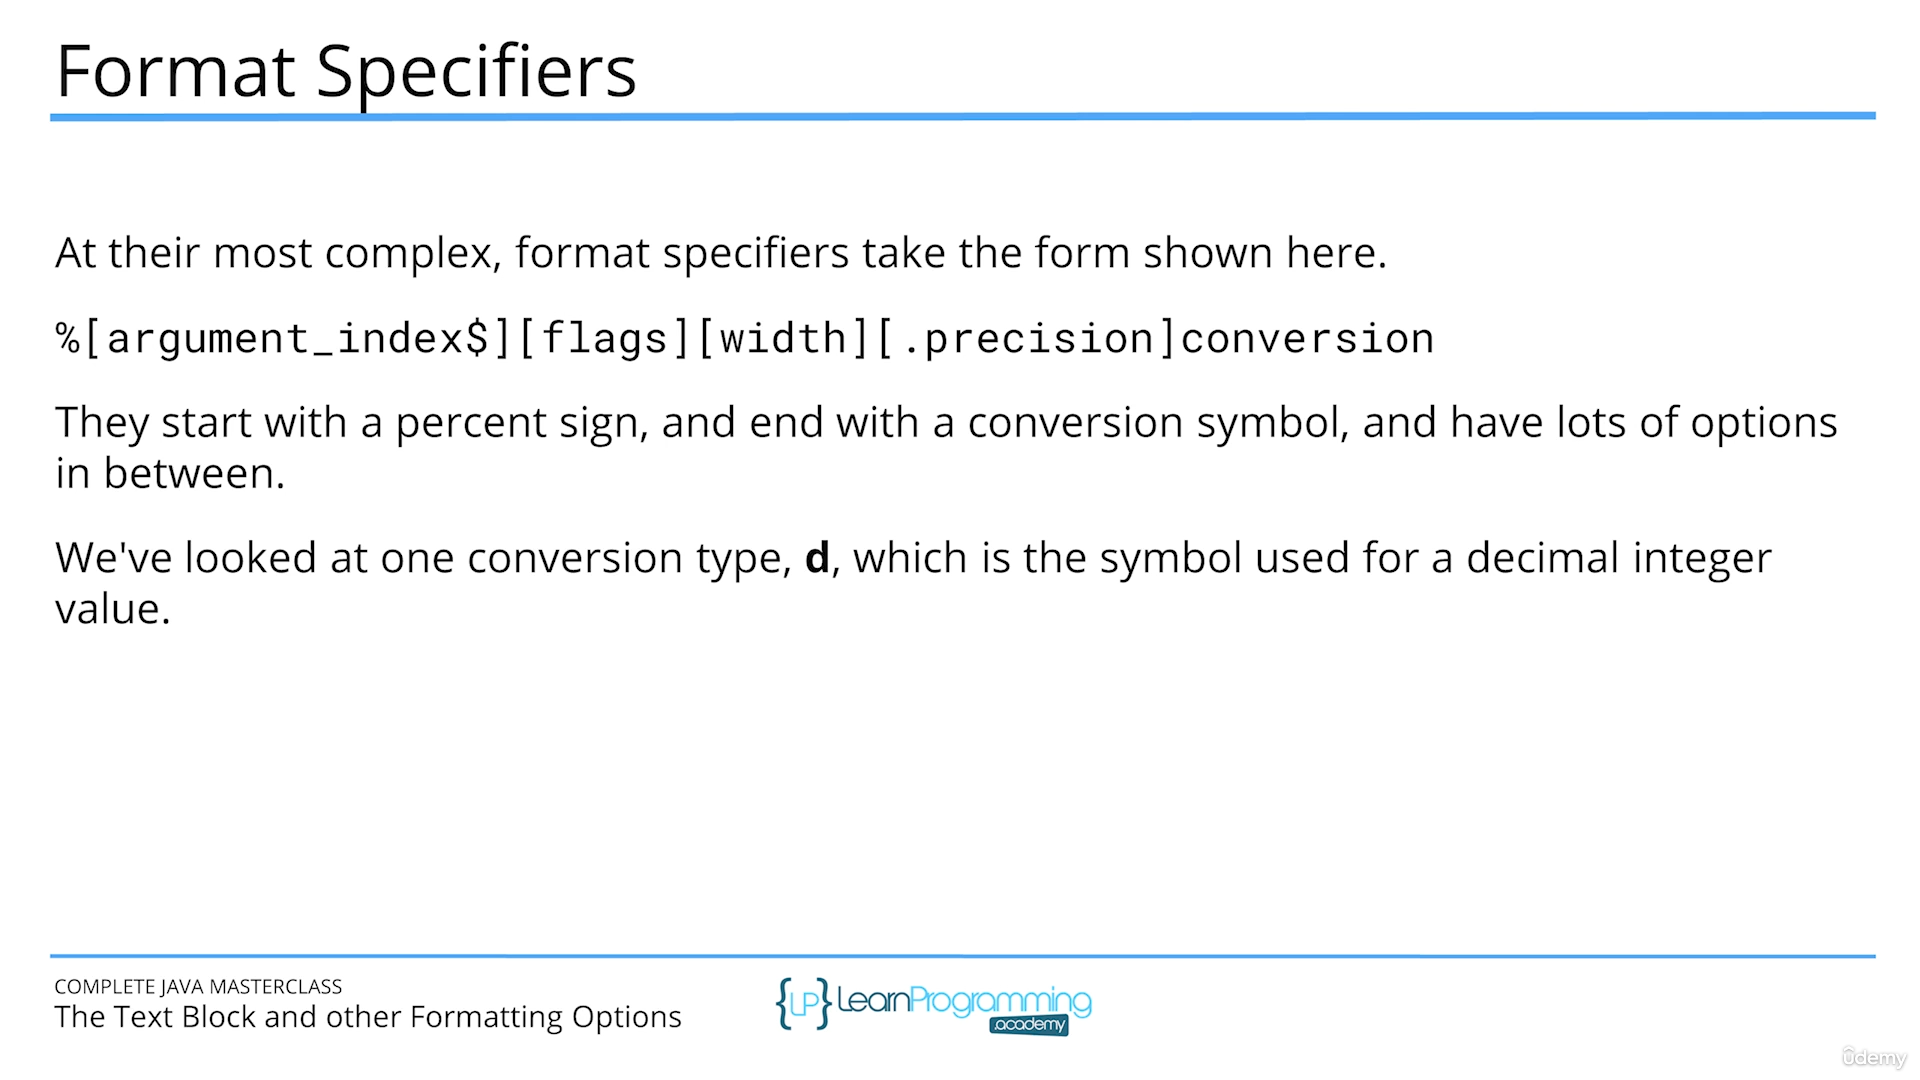 Format Specifiers
At their most complex, format specifiers take the form shown here.
%[argument_index$][flags][width][.precision]conversion
They start with a percent sign, and end with a conversion symbol, and have lots of options
in between.
We've looked at one conversion type, d, which is the symbol used for a decimal integer
value.
COMPLETE JAVA MASTERCLASS
The Text Block and other Formatting Options
{LP} LearnProgramming
.academy
ûdemy